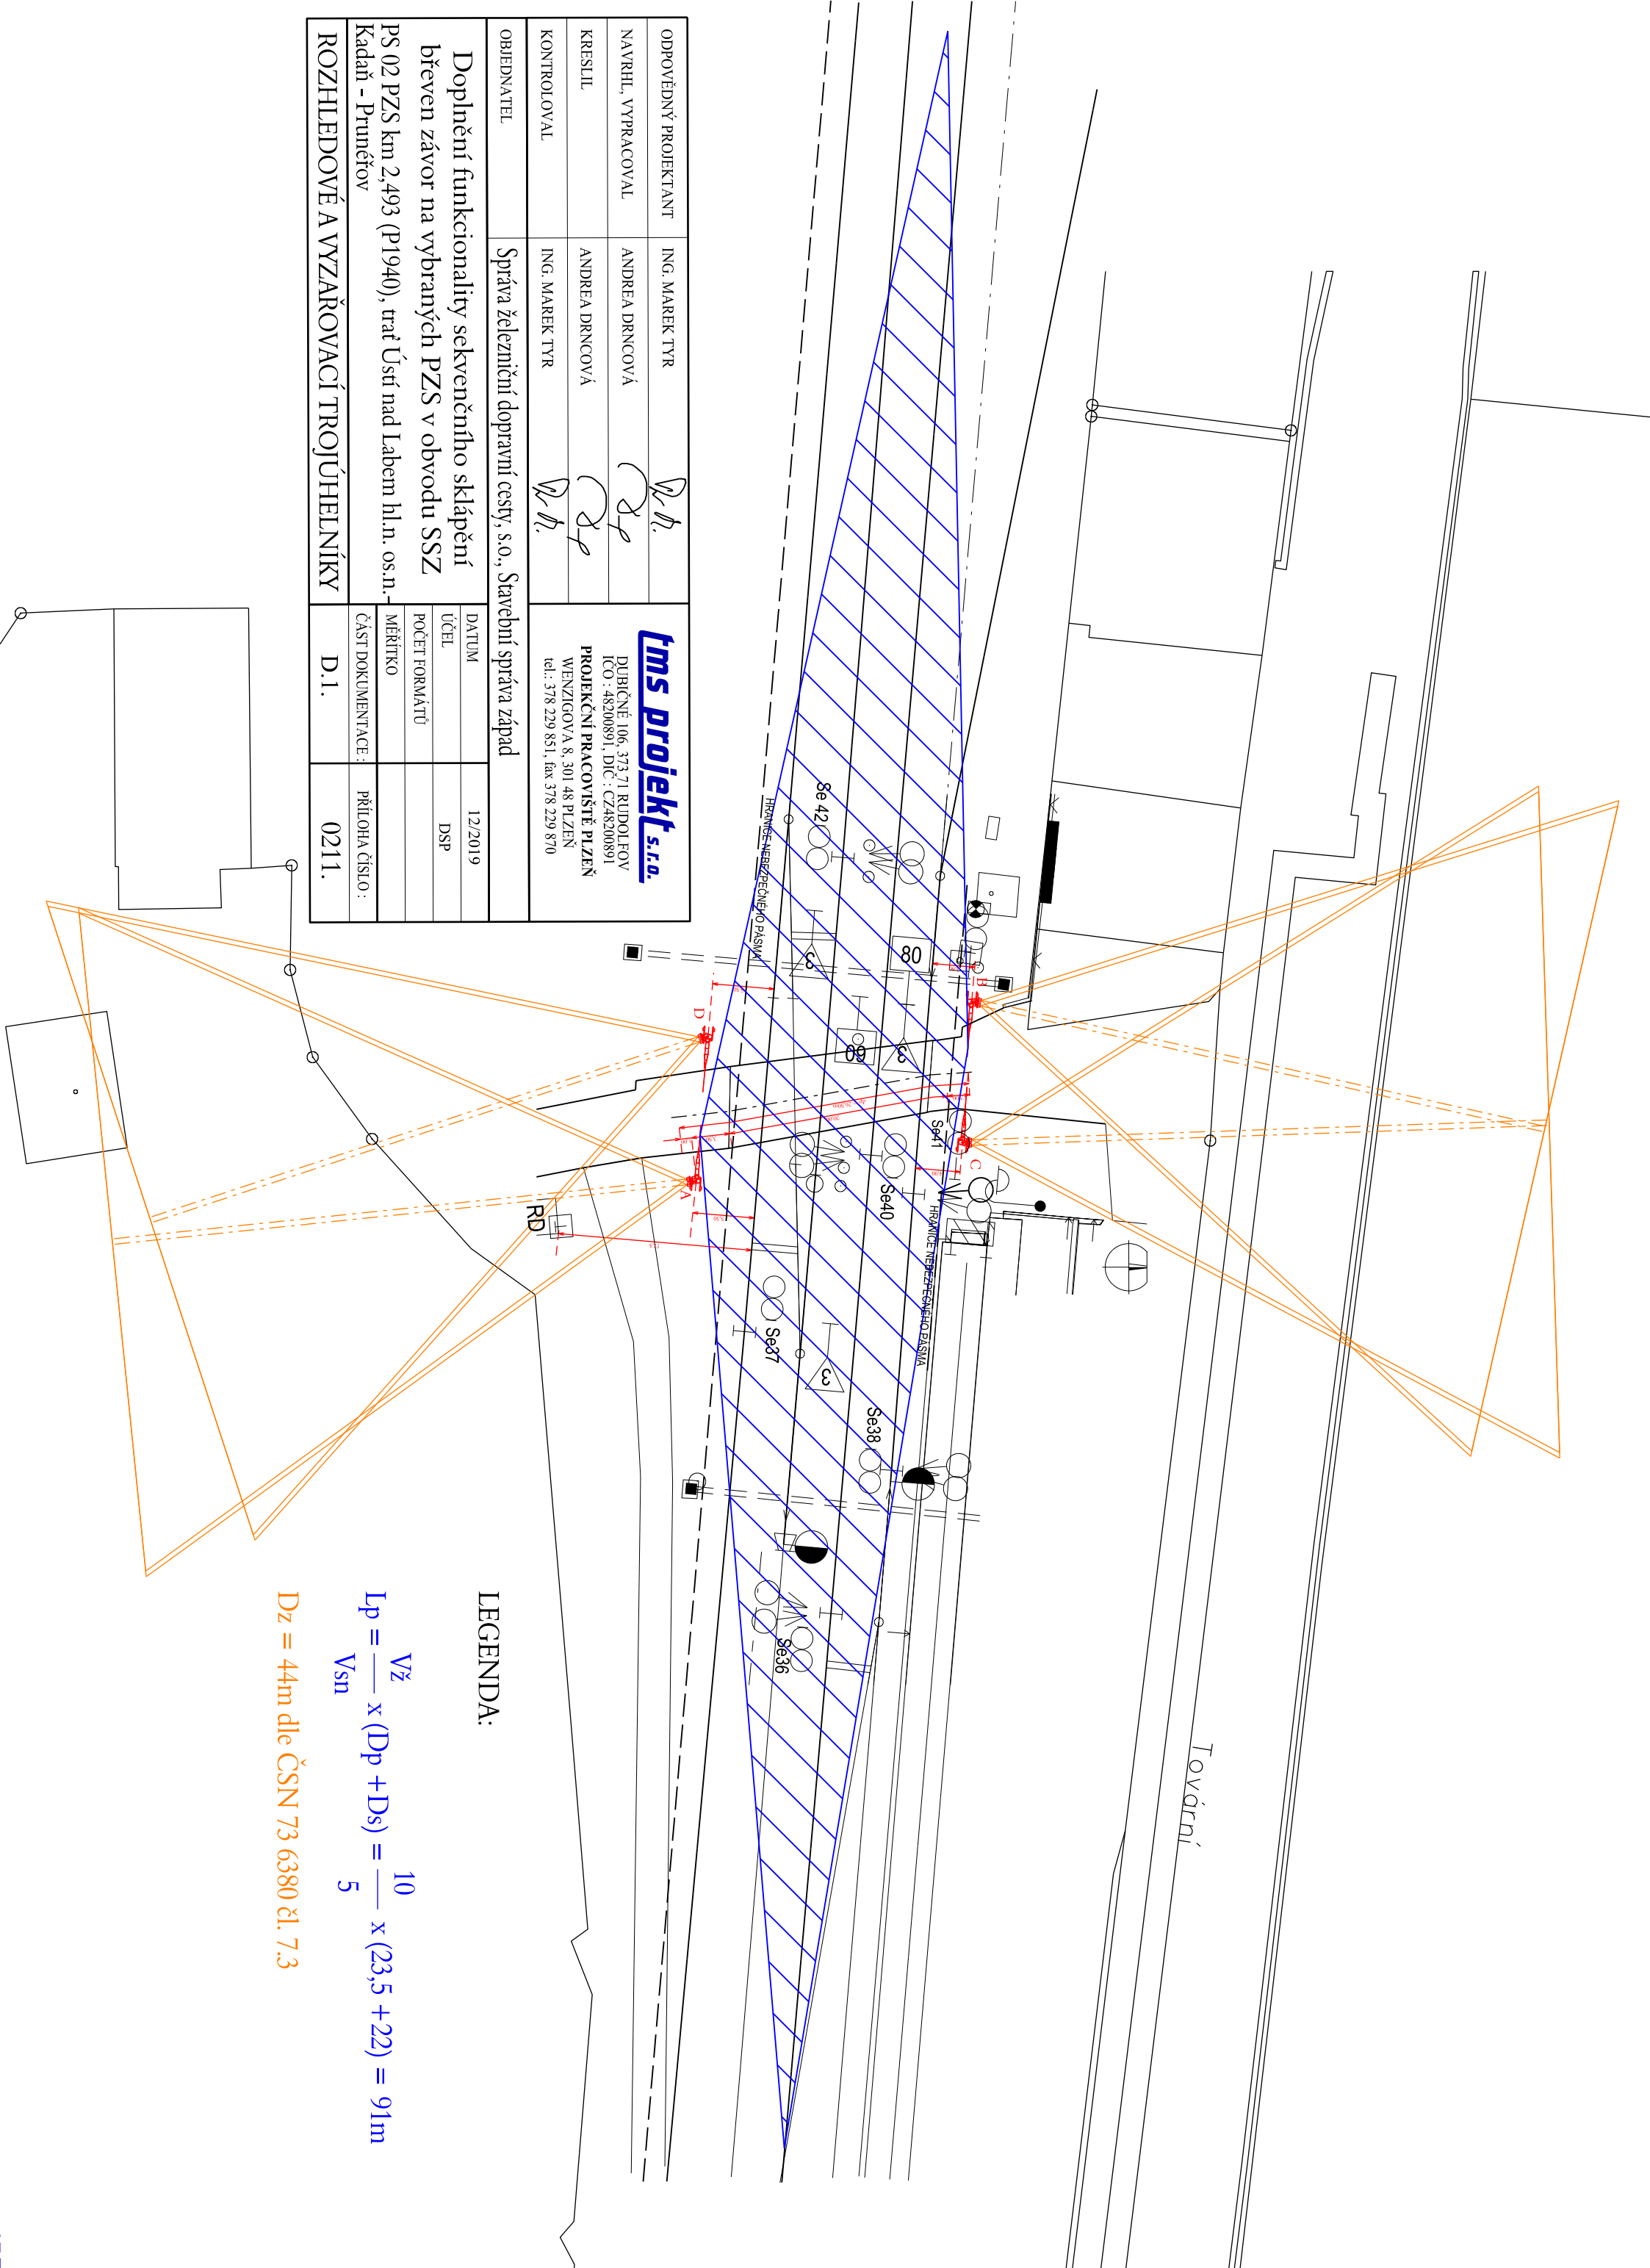 ODPOVĚDNÝ PROJEKTANT ING. MAREK TYR
NAVRHL, VYPRACOVAL ANDREA DRNCOVÁ
KRESLIL ANDREA DRNCOVÁ
KONTROLOVAL ING. MAREK TYR
tms projekt s.r.o.
DUBIČNÉ 106, 373 71 RUDOLFOV
IČO : 48200891, DIČ : CZ48200891
PROJEKČNÍ PRACOVIŠTĚ PLZEŇ
WENZIGOVA 8, 301 48 PLZEŇ
tel.: 378 229 851, fax 378 229 870
OBJEDNATEL Správa železniční dopravní cesty, s.o., Stavební správa západ
Doplnění funkcionality sekvenčního sklápění
břeven závor na vybraných PZS v obvodu SSZ
PS 02 PZS km 2,493 (P1940), trať Ústí nad Labem hl.n. os.n.-
Kadaň - Prunéřov
DATUM 12/2019
ÚČEL DSP
POČET FORMÁTŮ
MĚŘÍTKO
ČÁST DOKUMENTACE : PŘÍLOHA ČÍSLO :
ROZHLEDOVÉ A VYZAŘOVACÍ TROJÚHELNÍKY D.1. 0211.
Tovární
HRANICE NEBEZPEČNÉHO PÁSMA
HRANICE NEBEZPEČNÉHO PÁSMA
Se 42
80
60
3
3
3
B
C
D
A
Se41
Se40
RD
Se37
Se38
Se36
LEGENDA:
Lp = Vž / Vsn x (Dp +Ds) = 10 / 5 x (23,5 +22) = 91m
Dz = 44m dle ČSN 73 6380 čl. 7.3